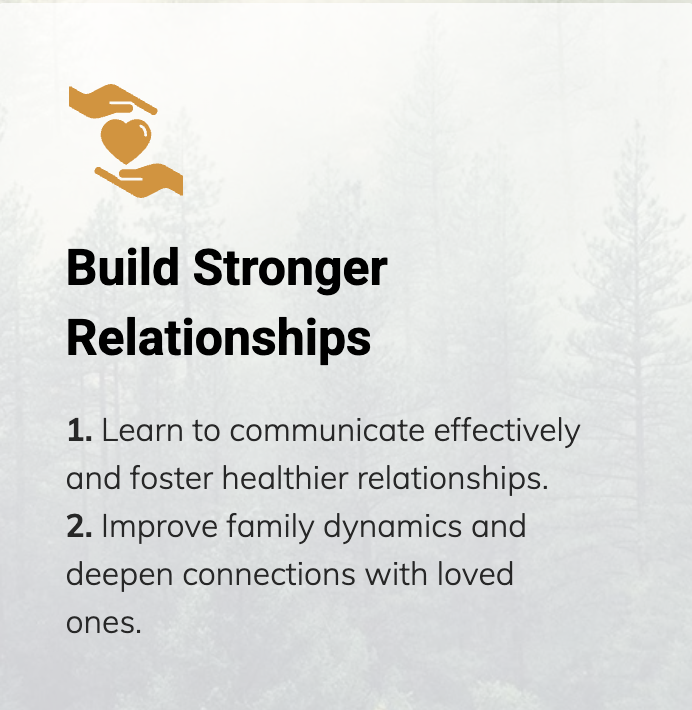 Build Stronger
Relationships
1. Learn to communicate effectively
and foster healthier relationships.
2. Improve family dynamics and
deepen connections with loved
ones.